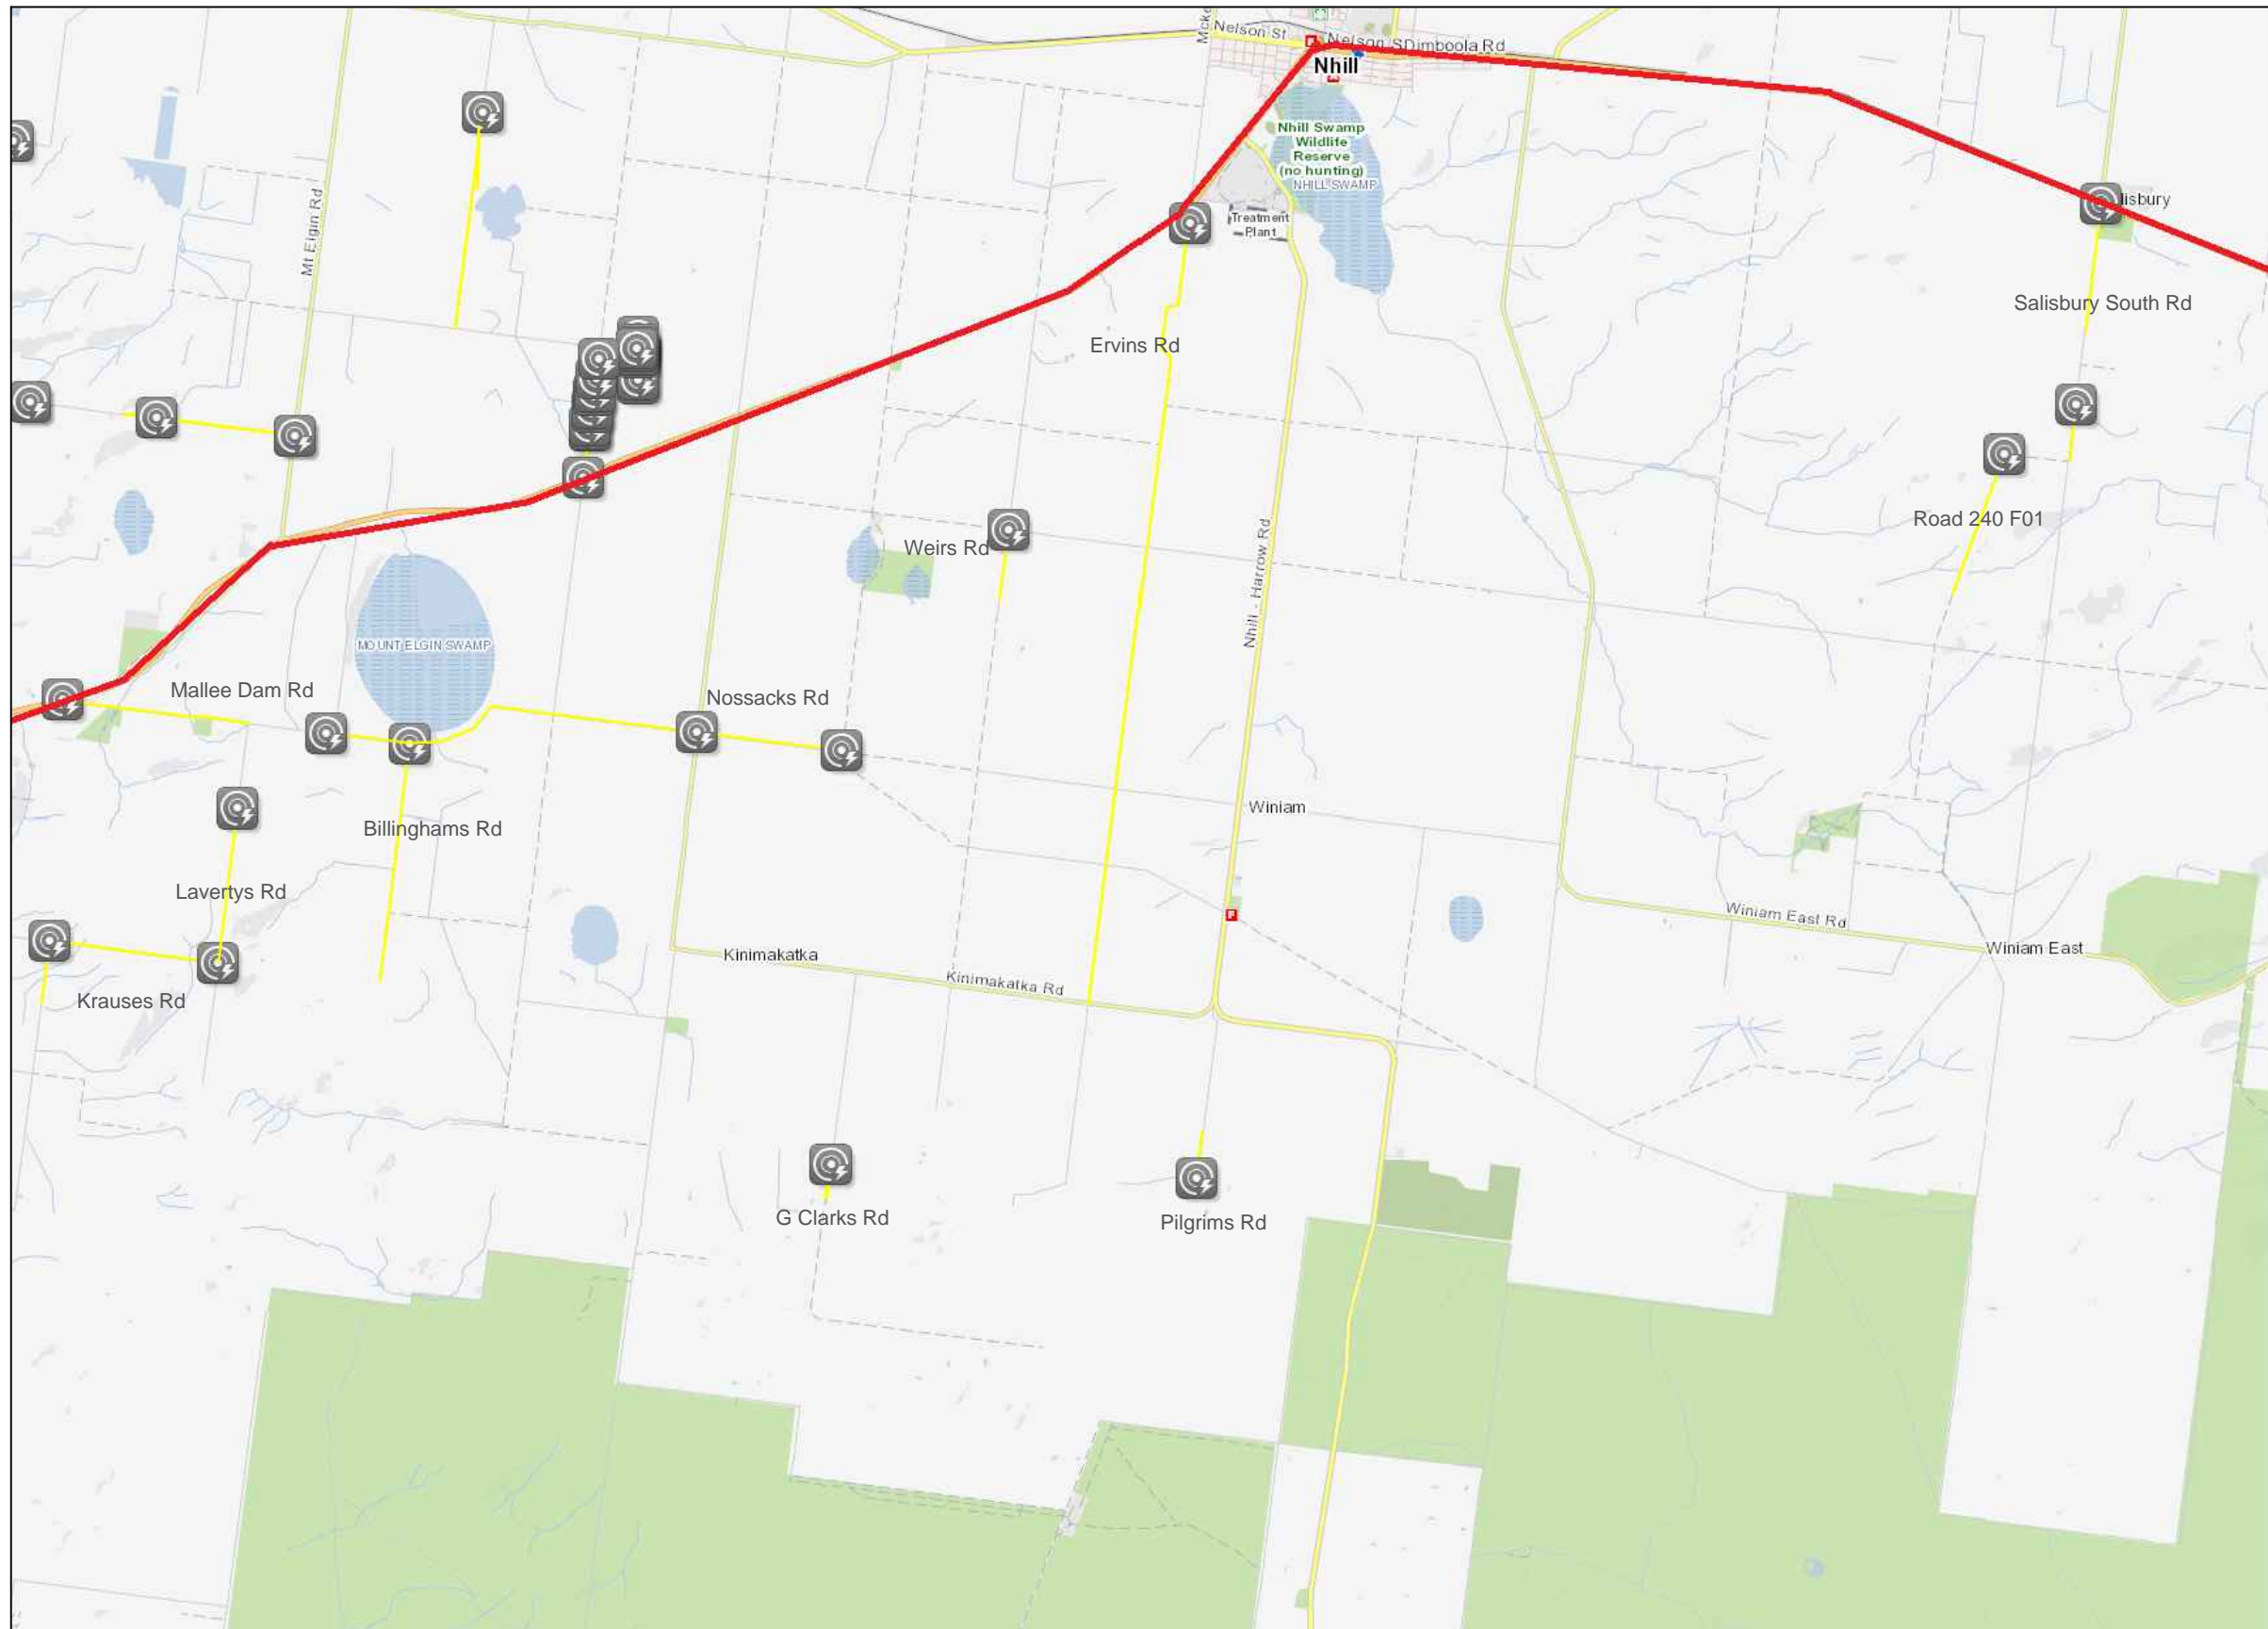 Nelson St
Nelson S
Dimboola Rd
Nhill
Nhill Swamp
Wildlife
Reserve
(no hunting)
NHILL SWAMP
Treatment
Plant
Mt Elgin Rd
lisbury
Salisbury South Rd
Ervins Rd
Road 240 F01
Weirs Rd
Nhill - Harrow Rd
MOUNT ELGIN SWAMP
Mallee Dam Rd
Nossacks Rd
Winiam
Billinghams Rd
Lavertys Rd
Winiam East Rd
Winiam East
Kinimakatka
Kinimakatka Rd
Krauses Rd
G Clarks Rd
Pilgrims Rd